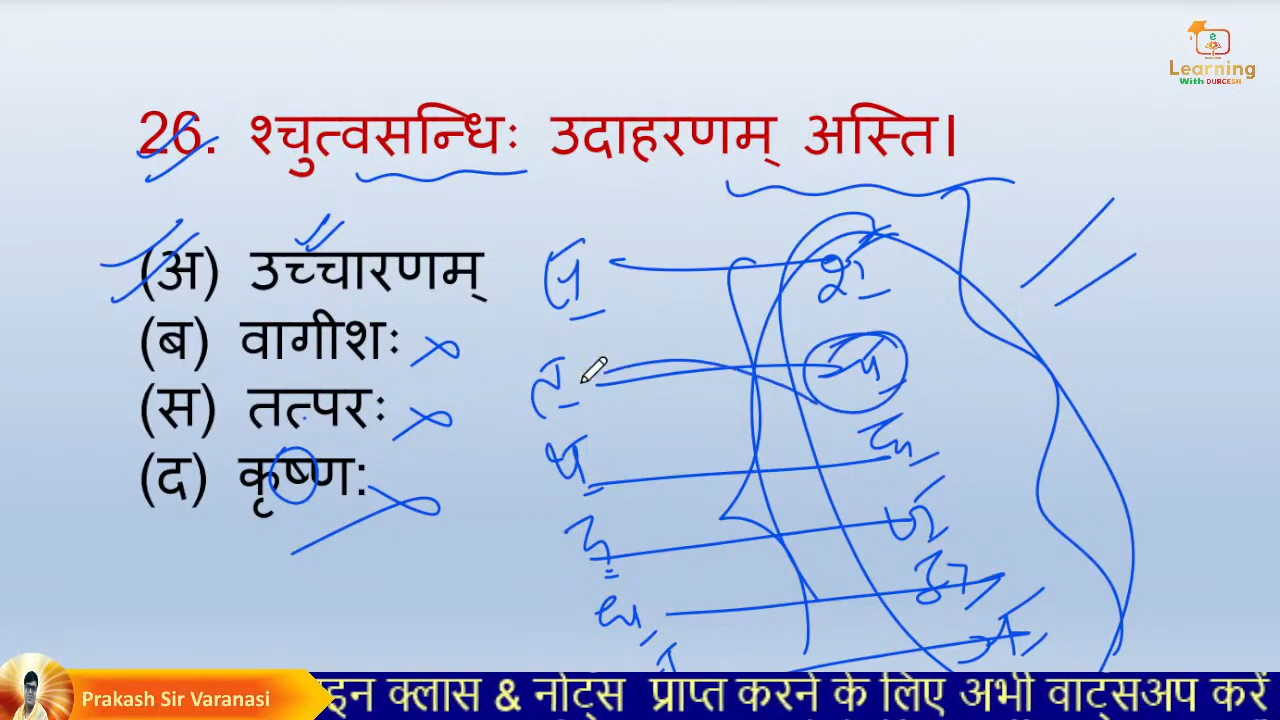 e
Learning
With DURGESH
26. श्चुत्वसन्धिः उदाहरणम् अस्ति।
(अ) उच्चारणम्
(ब) वागीशः
(स) तत्परः
(द) कृष्ण:
स् श्
त् च्
थ् छ्
द् ज्
ध् झ्
न् ञ्
Prakash Sir Varanasi
इन क्लास & नोट्स प्राप्त करने के लिए अभी वाट्सअप करें